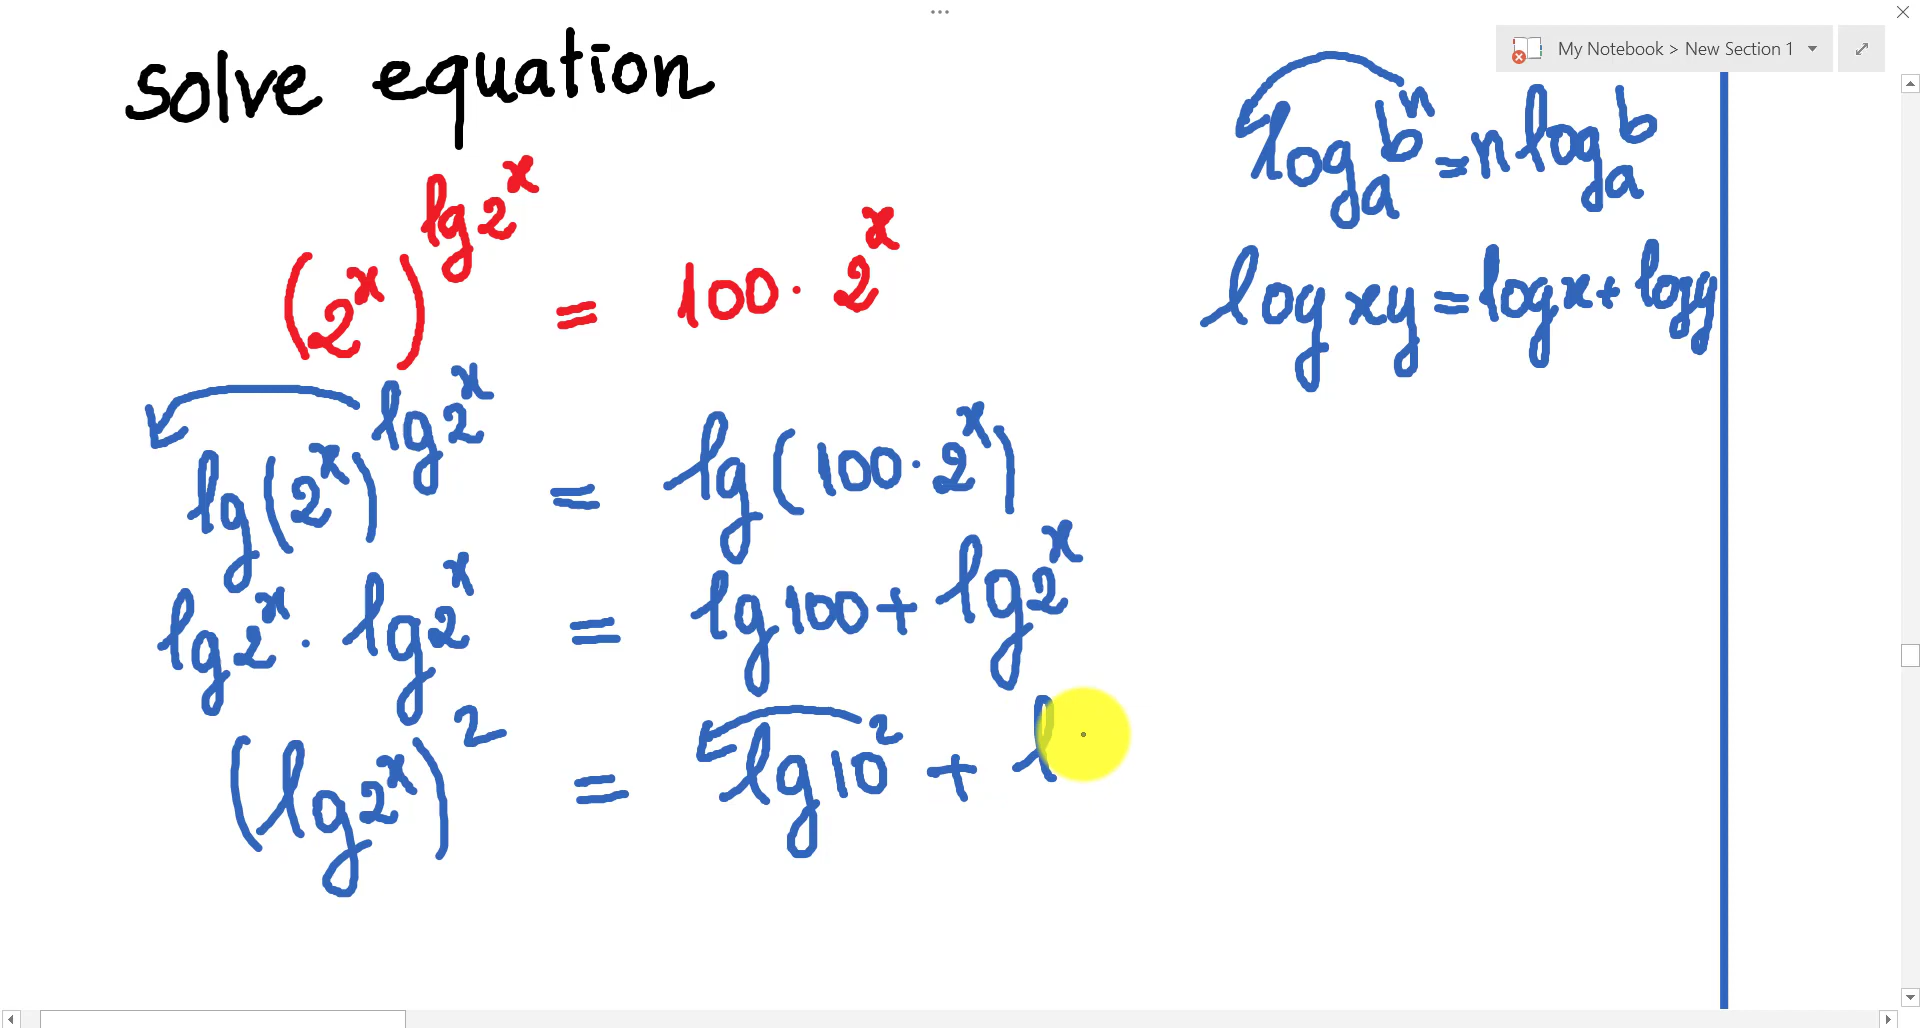 My Notebook > New Section 1
solve equation
(2^x)^{lg 2^x} = 100 · 2^x
lg(2^x)^{lg 2^x} = lg(100 · 2^x)
lg 2^x · lg 2^x = lg 100 + lg 2^x
(lg 2^x)^2 = lg 10^2 + l
log_a b^n = n log_a b
log xy = log x + log y